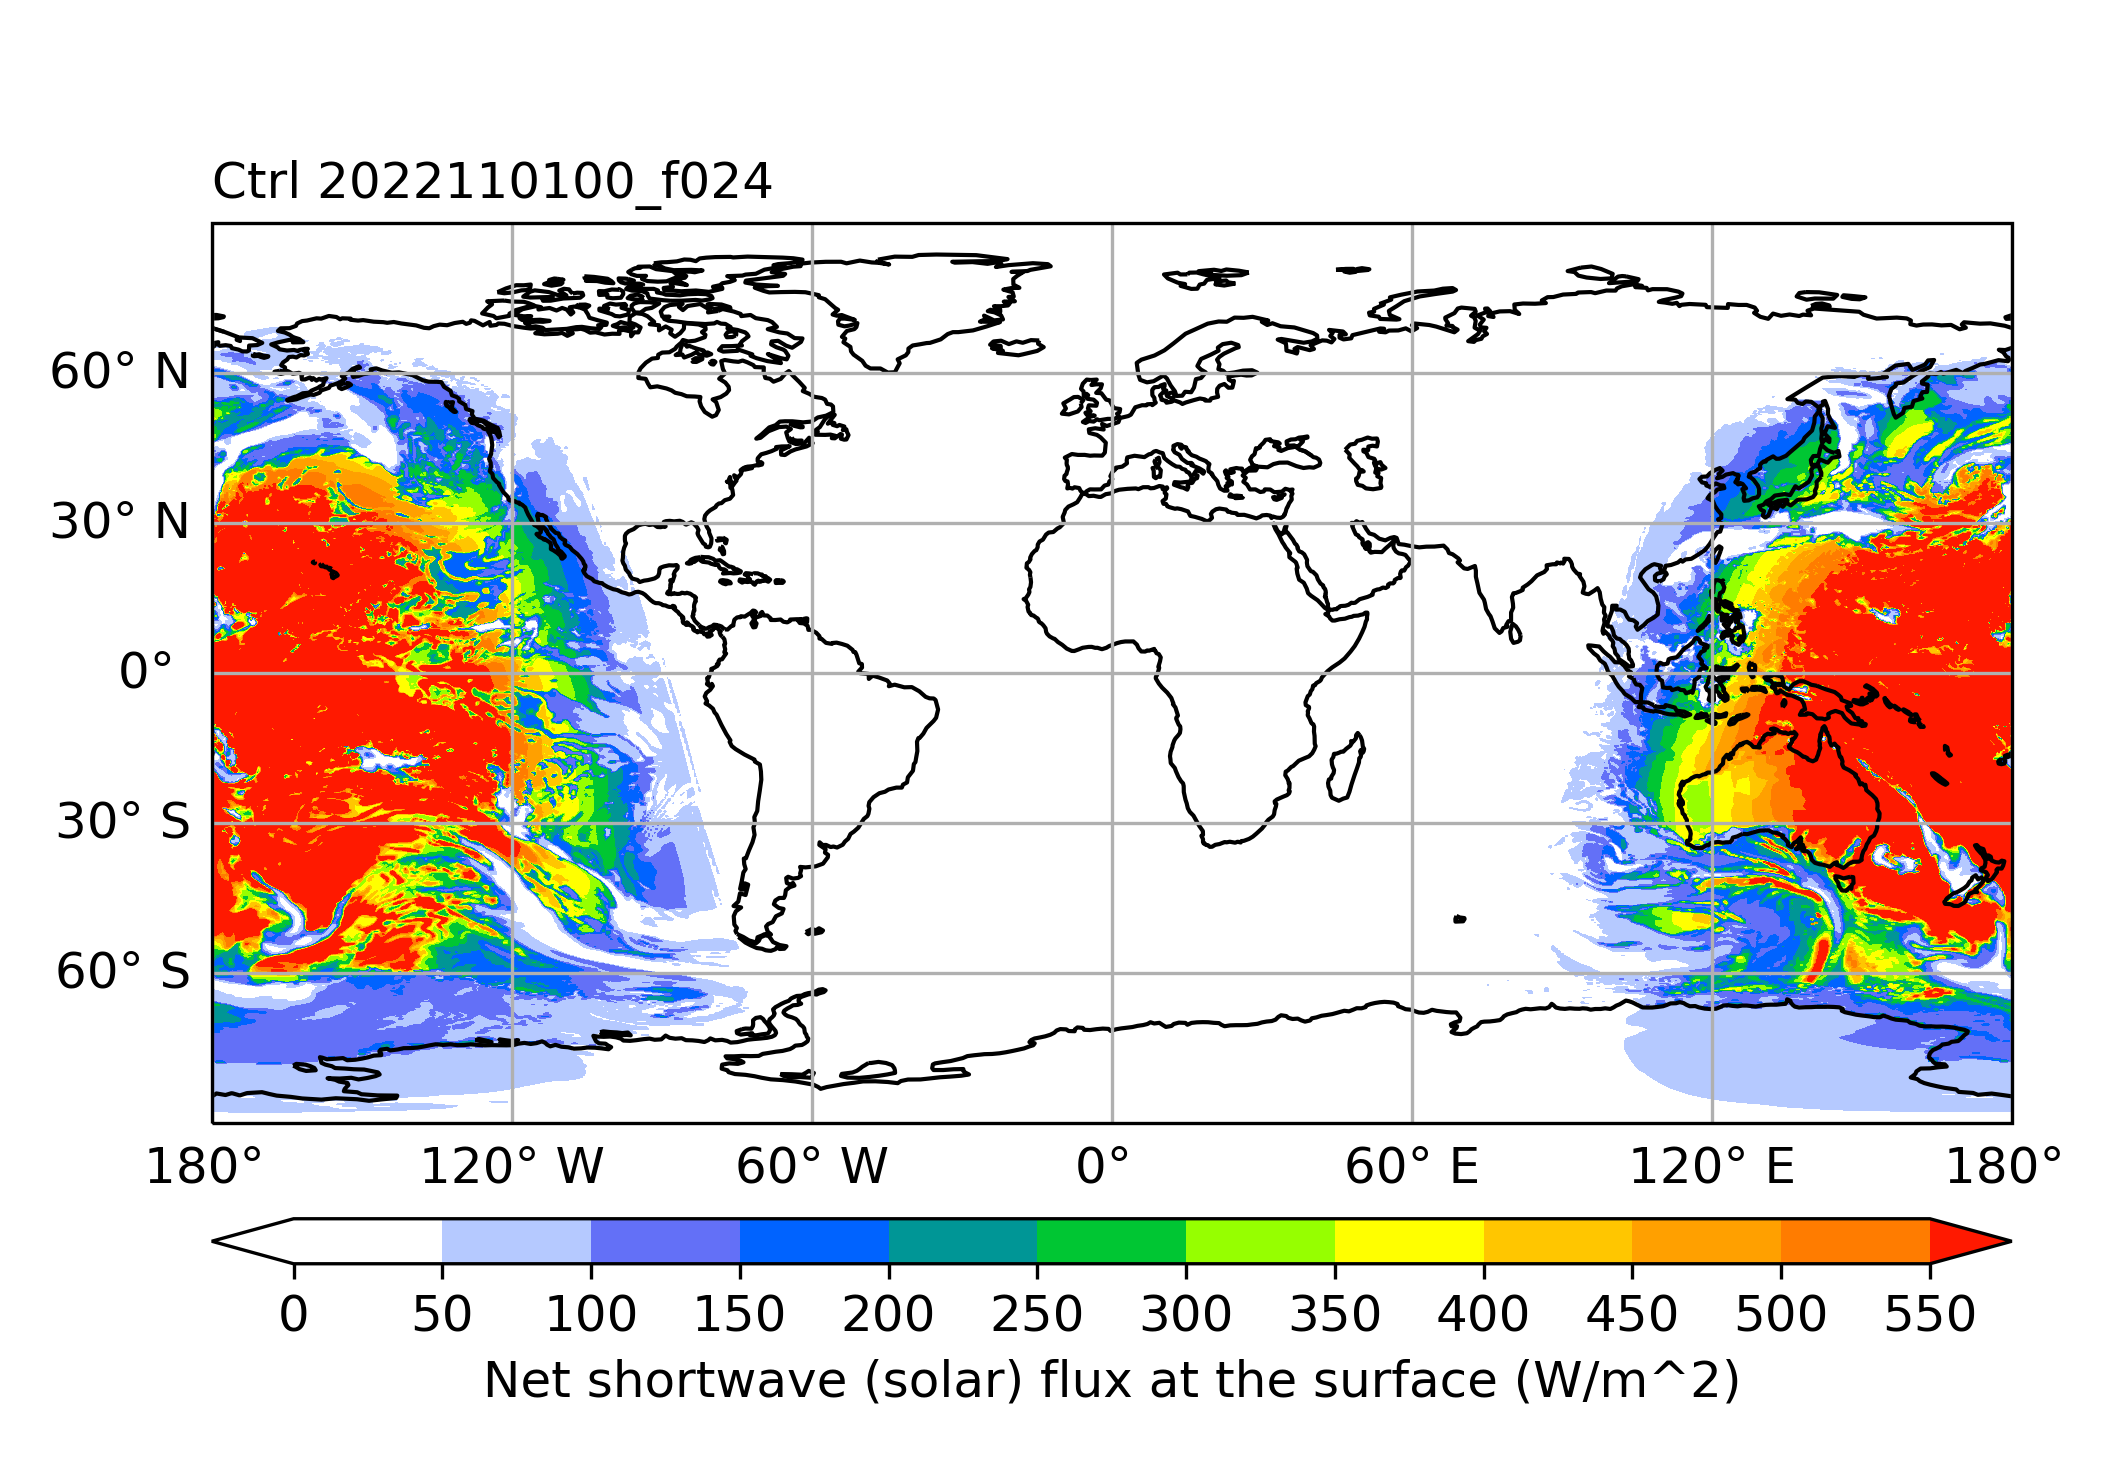 Ctrl 2022110100_f024
60° N
30° N
0°
30° S
60° S
180° 120° W 60° W 0° 60° E 120° E 180°
0 50 100 150 200 250 300 350 400 450 500 550
Net shortwave (solar) flux at the surface (W/m^2)